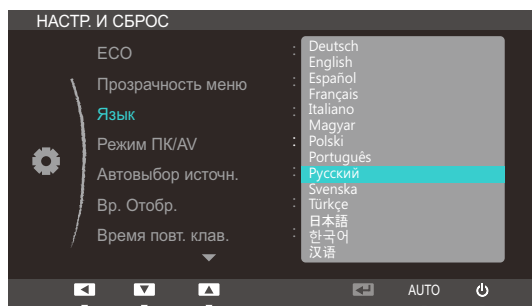 НАСТР. И СБРОС
ECO :
Прозрачность меню :
Язык :
Режим ПК/AV :
Автовыбор источн. :
Вр. Отобр. :
Время повт. клав. :
Deutsch
English
Español
Français
Italiano
Magyar
Polski
Português
Русский
Svenska
Türkçe
日本語
한국어
汉语
AUTO